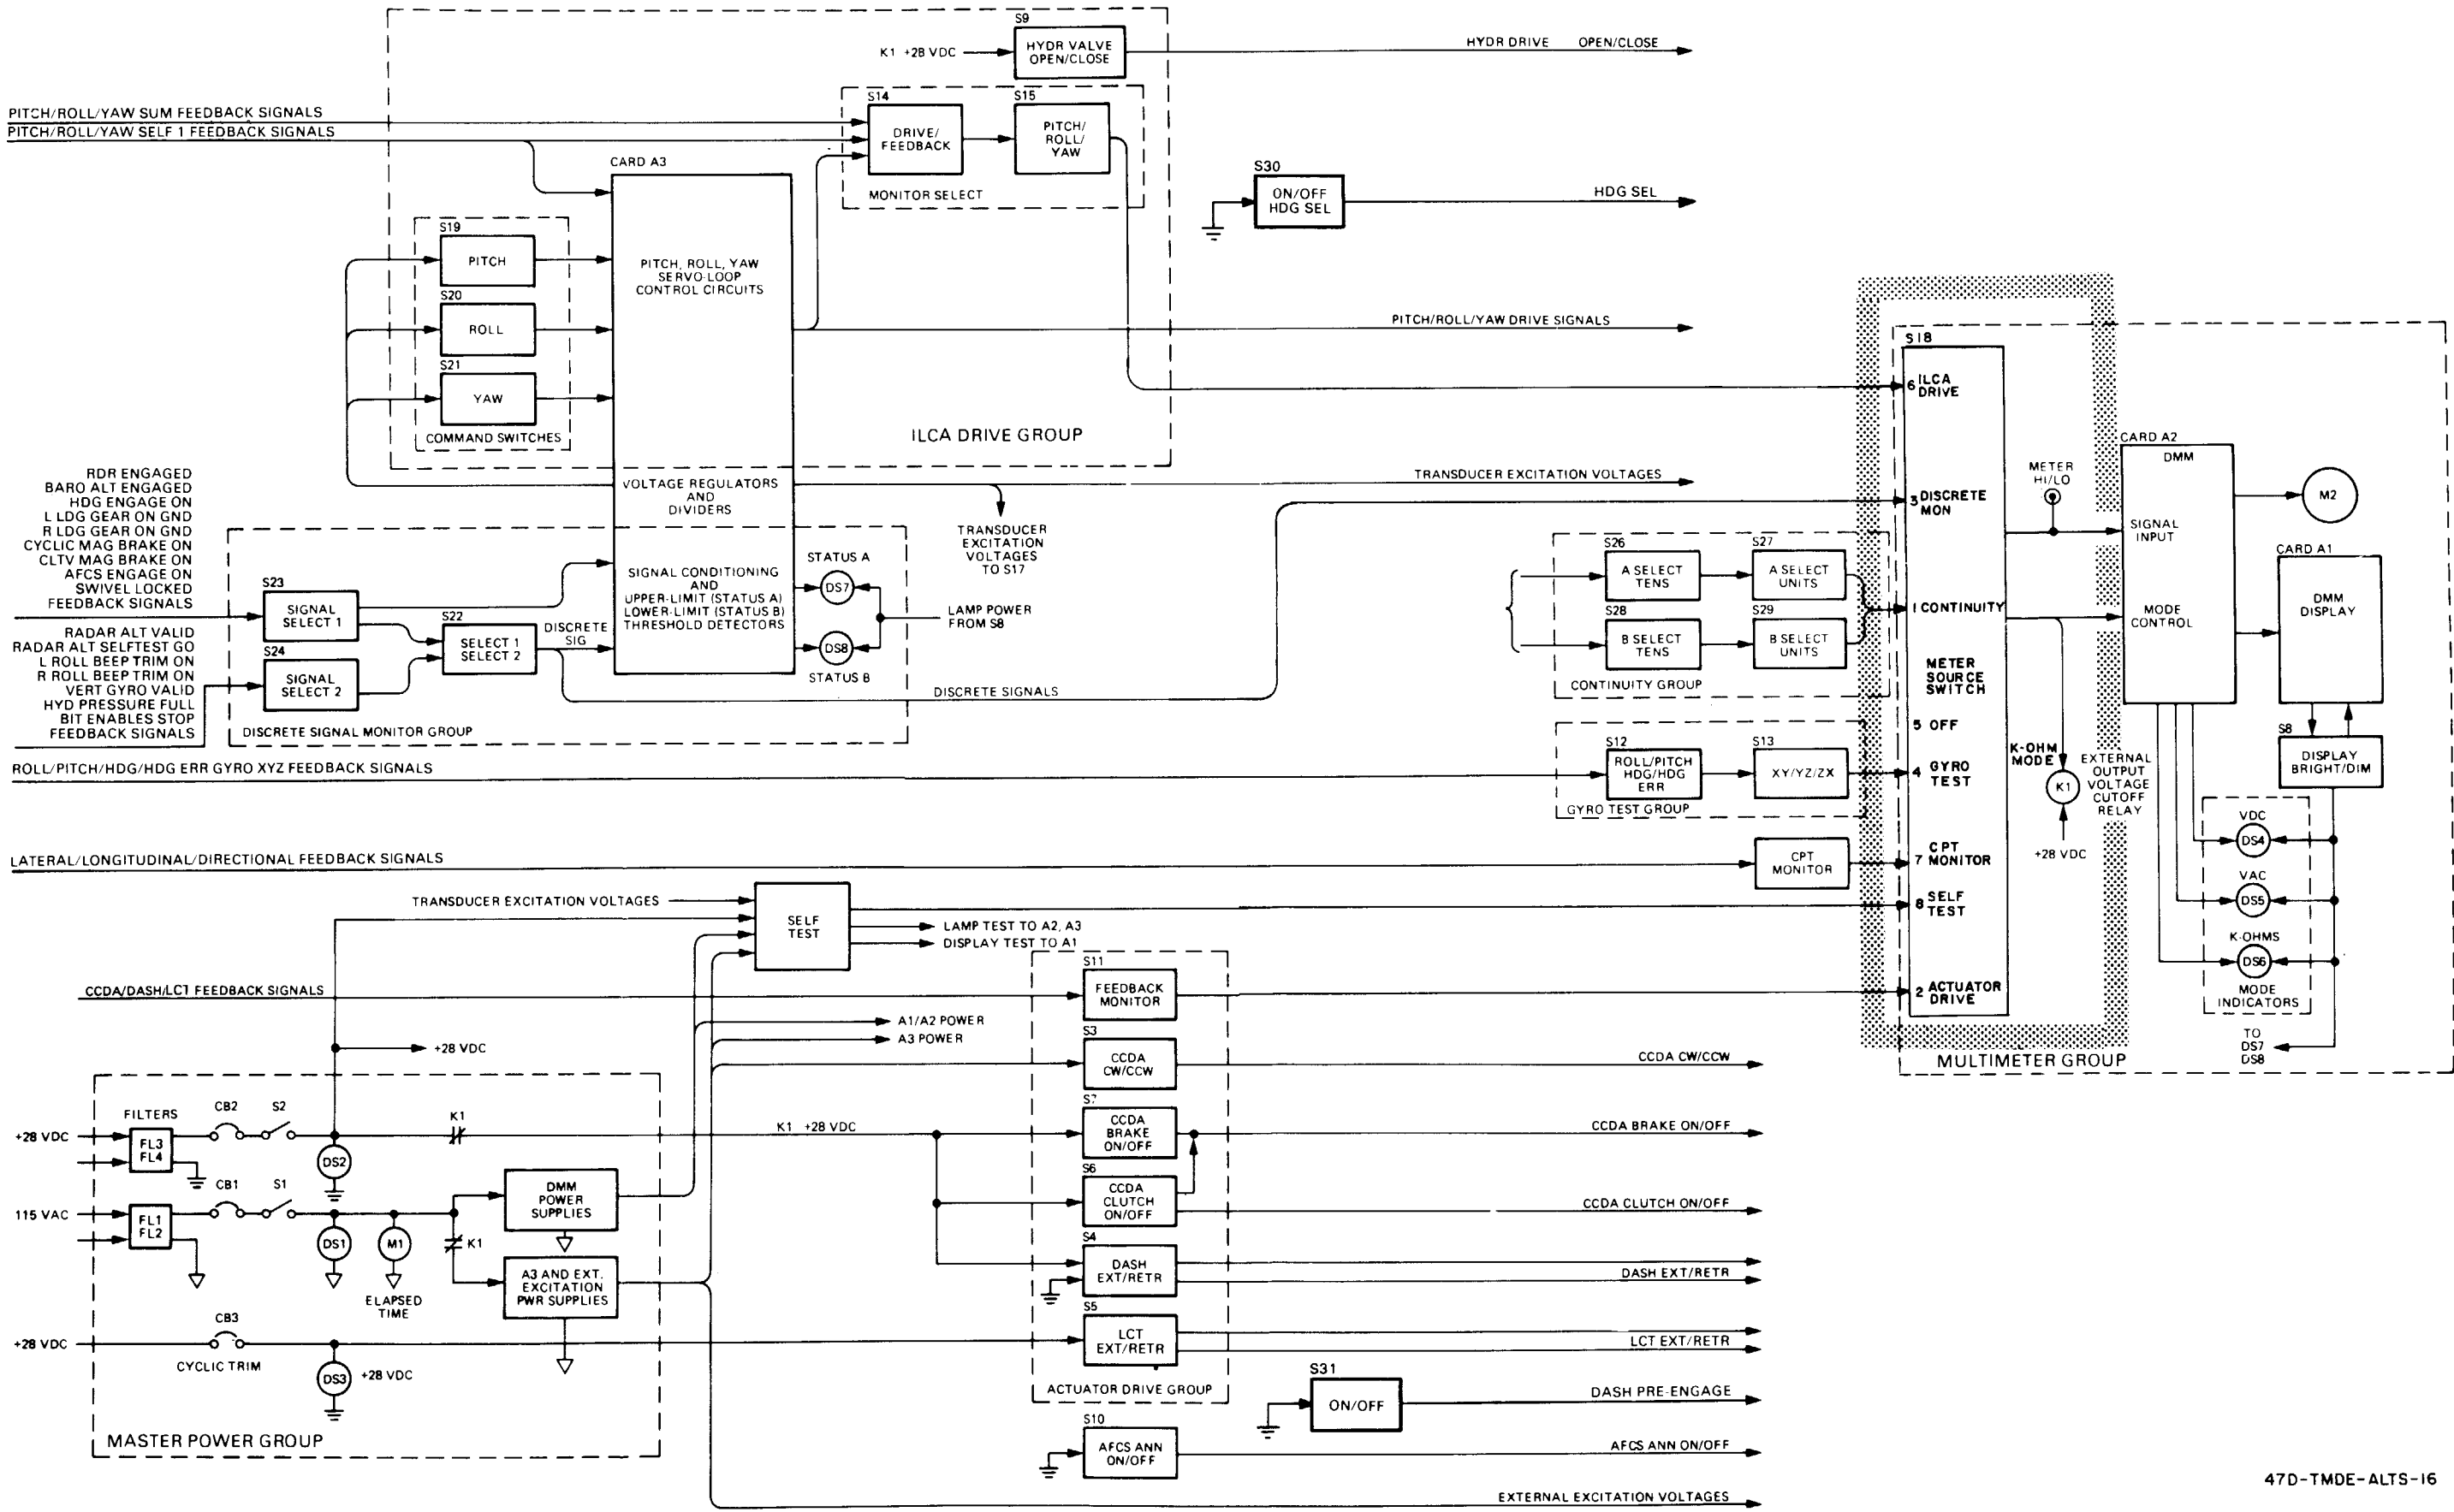 S9
K1 +28 VDC
HYDR VALVE
OPEN/CLOSE
HYDR DRIVE OPEN/CLOSE
PITCH/ROLL/YAW SUM FEEDBACK SIGNALS
PITCH/ROLL/YAW SELF 1 FEEDBACK SIGNALS
S14
DRIVE/
FEEDBACK
S15
PITCH/
ROLL/
YAW
MONITOR SELECT
S30
ON/OFF
HDG SEL
HDG SEL
CARD A3
PITCH, ROLL, YAW
SERVO-LOOP
CONTROL CIRCUITS
S19
PITCH
S20
ROLL
S21
YAW
COMMAND SWITCHES
ILCA DRIVE GROUP
PITCH/ROLL/YAW DRIVE SIGNALS
VOLTAGE REGULATORS
AND
DIVIDERS
TRANSDUCER EXCITATION VOLTAGES
TRANSDUCER
EXCITATION
VOLTAGES
TO S17
RDR ENGAGED
BARO ALT ENGAGED
HDG ENGAGE ON
L LDG GEAR ON GND
R LDG GEAR ON GND
CYCLIC MAG BRAKE ON
CLTV MAG BRAKE ON
AFCS ENGAGE ON
SWIVEL LOCKED
FEEDBACK SIGNALS
RADAR ALT VALID
RADAR ALT SELFTEST GO
L ROLL BEEP TRIM ON
R ROLL BEEP TRIM ON
VERT GYRO VALID
HYD PRESSURE FULL
BIT ENABLES STOP
FEEDBACK SIGNALS
S23
SIGNAL
SELECT 1
S24
SIGNAL
SELECT 2
S22
SELECT 1
SELECT 2
DISCRETE
SIG
SIGNAL CONDITIONING
AND
UPPER-LIMIT (STATUS A)
LOWER-LIMIT (STATUS B)
THRESHOLD DETECTORS
STATUS A
DS7
DS8
STATUS B
LAMP POWER
FROM S8
DISCRETE SIGNALS
DISCRETE SIGNAL MONITOR GROUP
S26
A SELECT
TENS
S27
A SELECT
UNITS
S28
B SELECT
TENS
S29
B SELECT
UNITS
CONTINUITY GROUP
ROLL/PITCH/HDG/HDG ERR GYRO XYZ FEEDBACK SIGNALS
S12
ROLL/PITCH
HDG/HDG
ERR
S13
XY/YZ/ZX
GYRO TEST GROUP
LATERAL/LONGITUDINAL/DIRECTIONAL FEEDBACK SIGNALS
CPT
MONITOR
S18
6 ILCA
DRIVE
3 DISCRETE
MON
1 CONTINUITY
METER
SOURCE
SWITCH
5 OFF
4 GYRO
TEST
7 CPT
MONITOR
8 SELF
TEST
2 ACTUATOR
DRIVE
METER
HI/LO
K-OHM
MODE
K1
+28 VDC
EXTERNAL
OUTPUT
VOLTAGE
CUTOFF
RELAY
CARD A2
DMM
SIGNAL
INPUT
MODE
CONTROL
M2
CARD A1
DMM
DISPLAY
S8
DISPLAY
BRIGHT/DIM
VDC
DS4
VAC
DS5
K-OHMS
DS6
MODE
INDICATORS
TO
DS7
DS8
MULTIMETER GROUP
TRANSDUCER EXCITATION VOLTAGES
SELF
TEST
LAMP TEST TO A2, A3
DISPLAY TEST TO A1
CCDA/DASH/LCT FEEDBACK SIGNALS
A1/A2 POWER
A3 POWER
+28 VDC
S11
FEEDBACK
MONITOR
S3
CCDA
CW/CCW
CCDA CW/CCW
S7
CCDA
BRAKE
ON/OFF
CCDA BRAKE ON/OFF
S6
CCDA
CLUTCH
ON/OFF
CCDA CLUTCH ON/OFF
S4
DASH
EXT/RETR
DASH EXT/RETR
S5
LCT
EXT/RETR
LCT EXT/RETR
ACTUATOR DRIVE GROUP
S31
ON/OFF
DASH PRE-ENGAGE
S10
AFCS ANN
ON/OFF
AFCS ANN ON/OFF
EXTERNAL EXCITATION VOLTAGES
FILTERS
+28 VDC
FL3
FL4
CB2
S2
DS2
K1
K1 +28 VDC
115 VAC
FL1
FL2
CB1
S1
DS1
M1
ELAPSED
TIME
K1
DMM
POWER
SUPPLIES
A3 AND EXT.
EXCITATION
PWR SUPPLIES
+28 VDC
CB3
CYCLIC TRIM
DS3
+28 VDC
MASTER POWER GROUP
47D-TMDE-ALTS-16